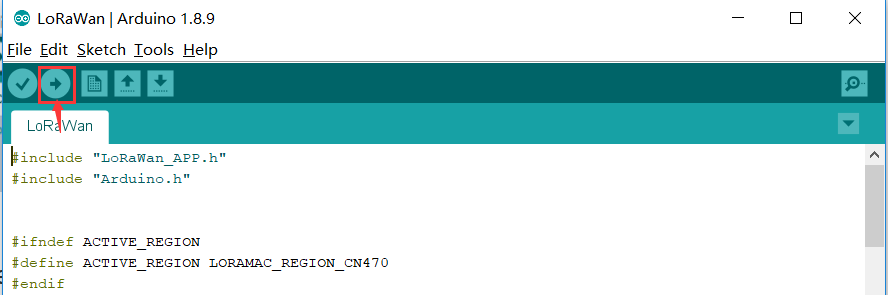 LoRaWan | Arduino 1.8.9
File Edit Sketch Tools Help
LoRaWan
#include "LoRaWan_APP.h"
#include "Arduino.h"
#ifndef ACTIVE_REGION
#define ACTIVE_REGION LORAMAC_REGION_CN470
#endif